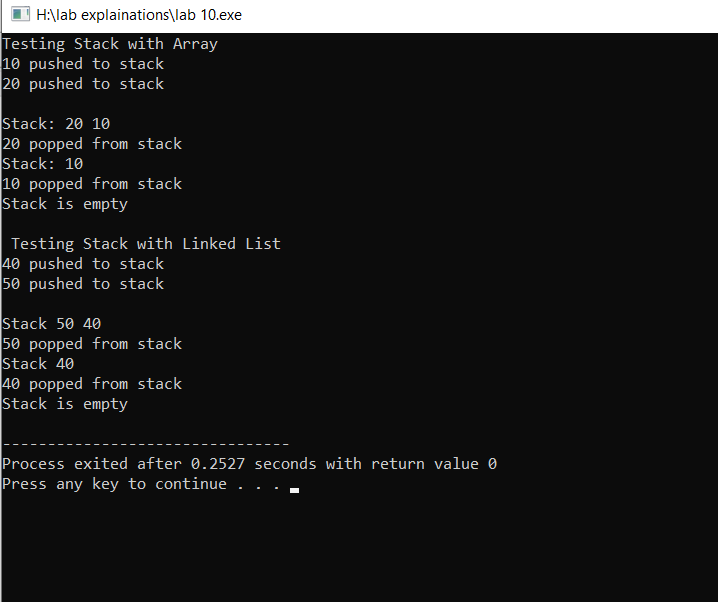 H:\lab explainations\lab 10.exe
Testing Stack with Array
10 pushed to stack
20 pushed to stack
Stack: 20 10
20 popped from stack
Stack: 10
10 popped from stack
Stack is empty
Testing Stack with Linked List
40 pushed to stack
50 pushed to stack
Stack 50 40
50 popped from stack
Stack 40
40 popped from stack
Stack is empty
--------------------------------
Process exited after 0.2527 seconds with return value 0
Press any key to continue . . .